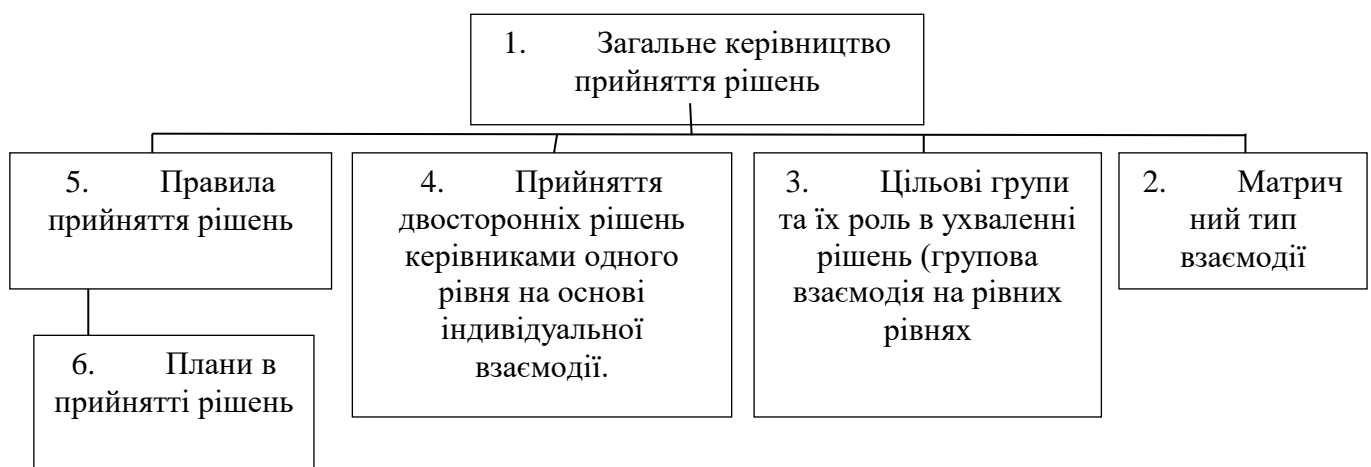 1. Загальне керівництво
прийняття рішень
5. Правила
прийняття рішень
4. Прийняття
двосторонніх рішень
керівниками одного
рівня на основі
індивідуальної
взаємодії.
3. Цільові групи
та їх роль в ухваленні
рішень (групова
взаємодія на рівних
рівнях
2. Матрич
ний тип
взаємодії
6. Плани в
прийнятті рішень